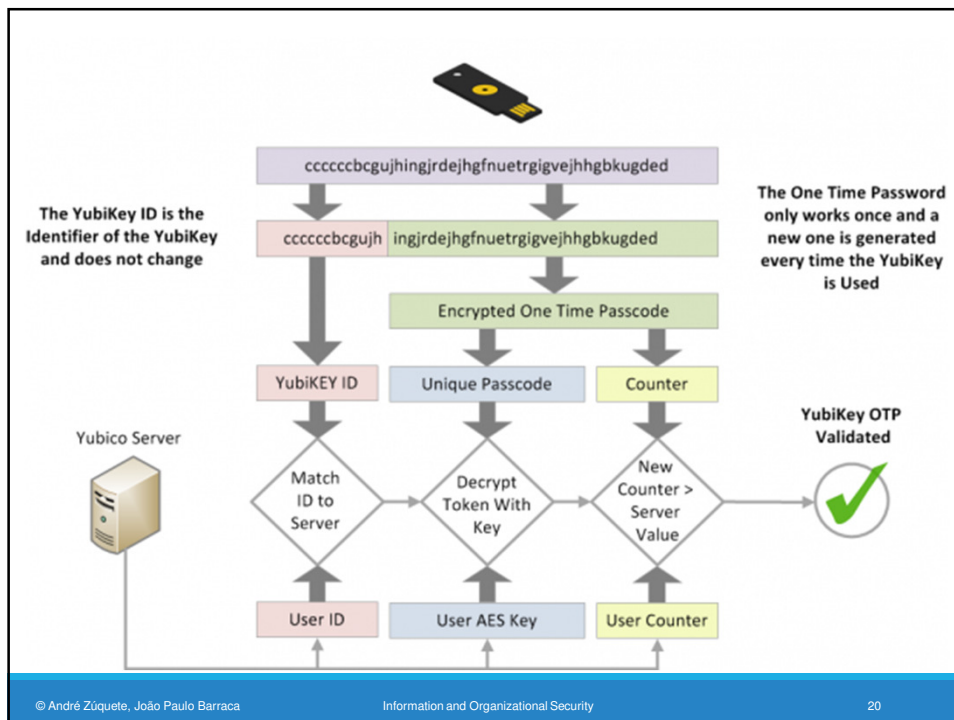 ccccccbcgujhingjrdejhgfnuetrgigvejhhgbkugded
The YubiKey ID is the
Identifier of the YubiKey
and does not change
ccccccbcgujh ingjrdejhgfnuetrgigvejhhgbkugded
The One Time Password
only works once and a
new one is generated
every time the YubiKey
is Used
Encrypted One Time Passcode
YubiKEY ID
Unique Passcode
Counter
Yubico Server
YubiKey OTP
Validated
Match
ID to
Server
Decrypt
Token With
Key
New
Counter >
Server
Value
User ID
User AES Key
User Counter
© André Zúquete, João Paulo Barraca
Information and Organizational Security
20